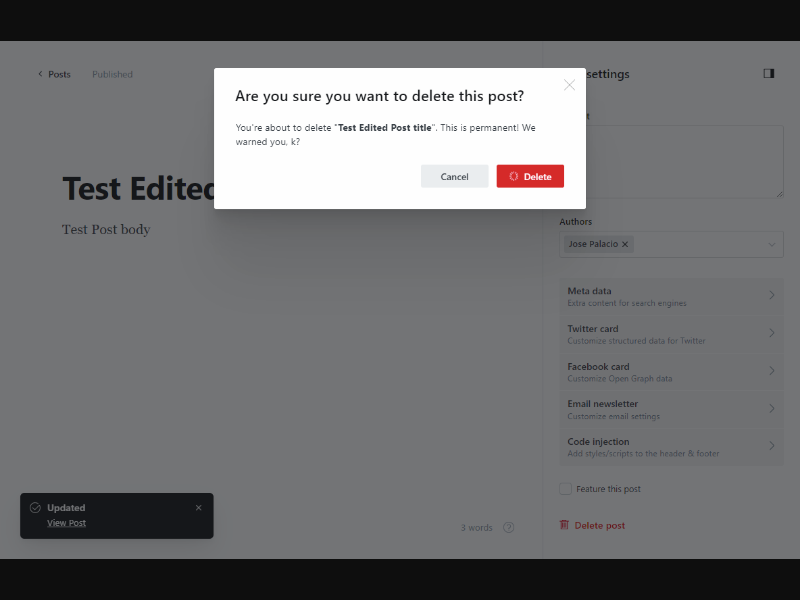 Posts
Published
settings
Are you sure you want to delete this post?
You're about to delete "Test Edited Post title". This is permanent! We
warned you, k?
Cancel
Delete
Test Edited
Test Post body
Authors
Jose Palacio
Meta data
Extra content for search engines
Twitter card
Customize structured data for Twitter
Facebook card
Customize Open Graph data
Email newsletter
Customize email settings
Code injection
Add styles/scripts to the header & footer
Feature this post
Delete post
Updated
View Post
3 words